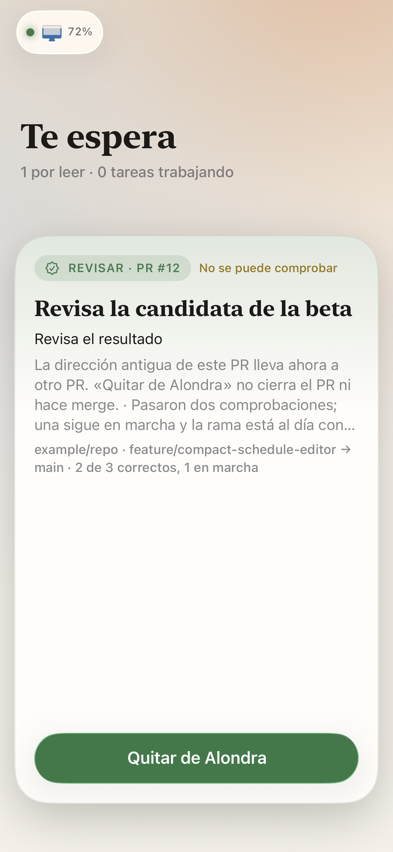 72%
Te espera
1 por leer · 0 tareas trabajando
REVISAR · PR #12 No se puede comprobar
Revisa la candidata de la beta
Revisa el resultado
La dirección antigua de este PR lleva ahora a
otro PR. «Quitar de Alondra» no cierra el PR ni
hace merge. · Pasaron dos comprobaciones;
una sigue en marcha y la rama está al día con…
example/repo · feature/compact-schedule-editor →
main · 2 de 3 correctos, 1 en marcha
Quitar de Alondra